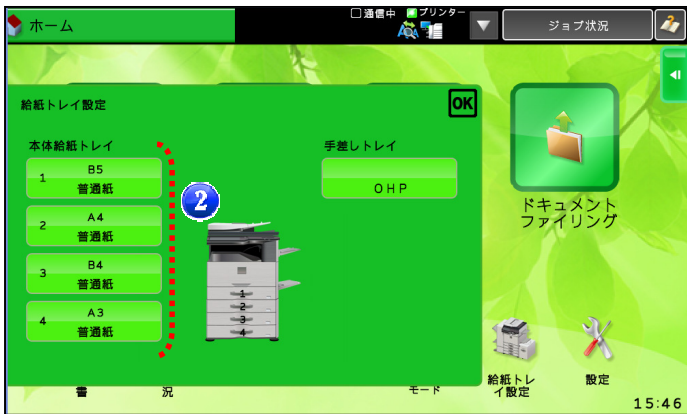 ホーム
通信中
プリンター
ジョブ状況
給紙トレイ設定
OK
本体給紙トレイ
1
B5
普通紙
2
A4
普通紙
3
B4
普通紙
4
A3
普通紙
2
1
2
3
4
手差しトレイ
OHP
ドキュメント
ファイリング
書
況
モード
給紙トレ
イ設定
設定
15:46